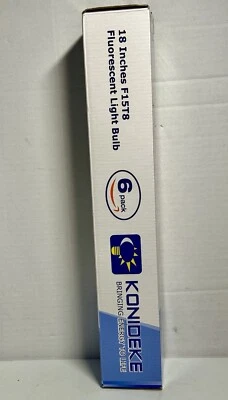 18 Inches F15T8
Fluorescent Light Bulb
6
pack
KONIDEKE
BRINGING ENERGY TO LIFE